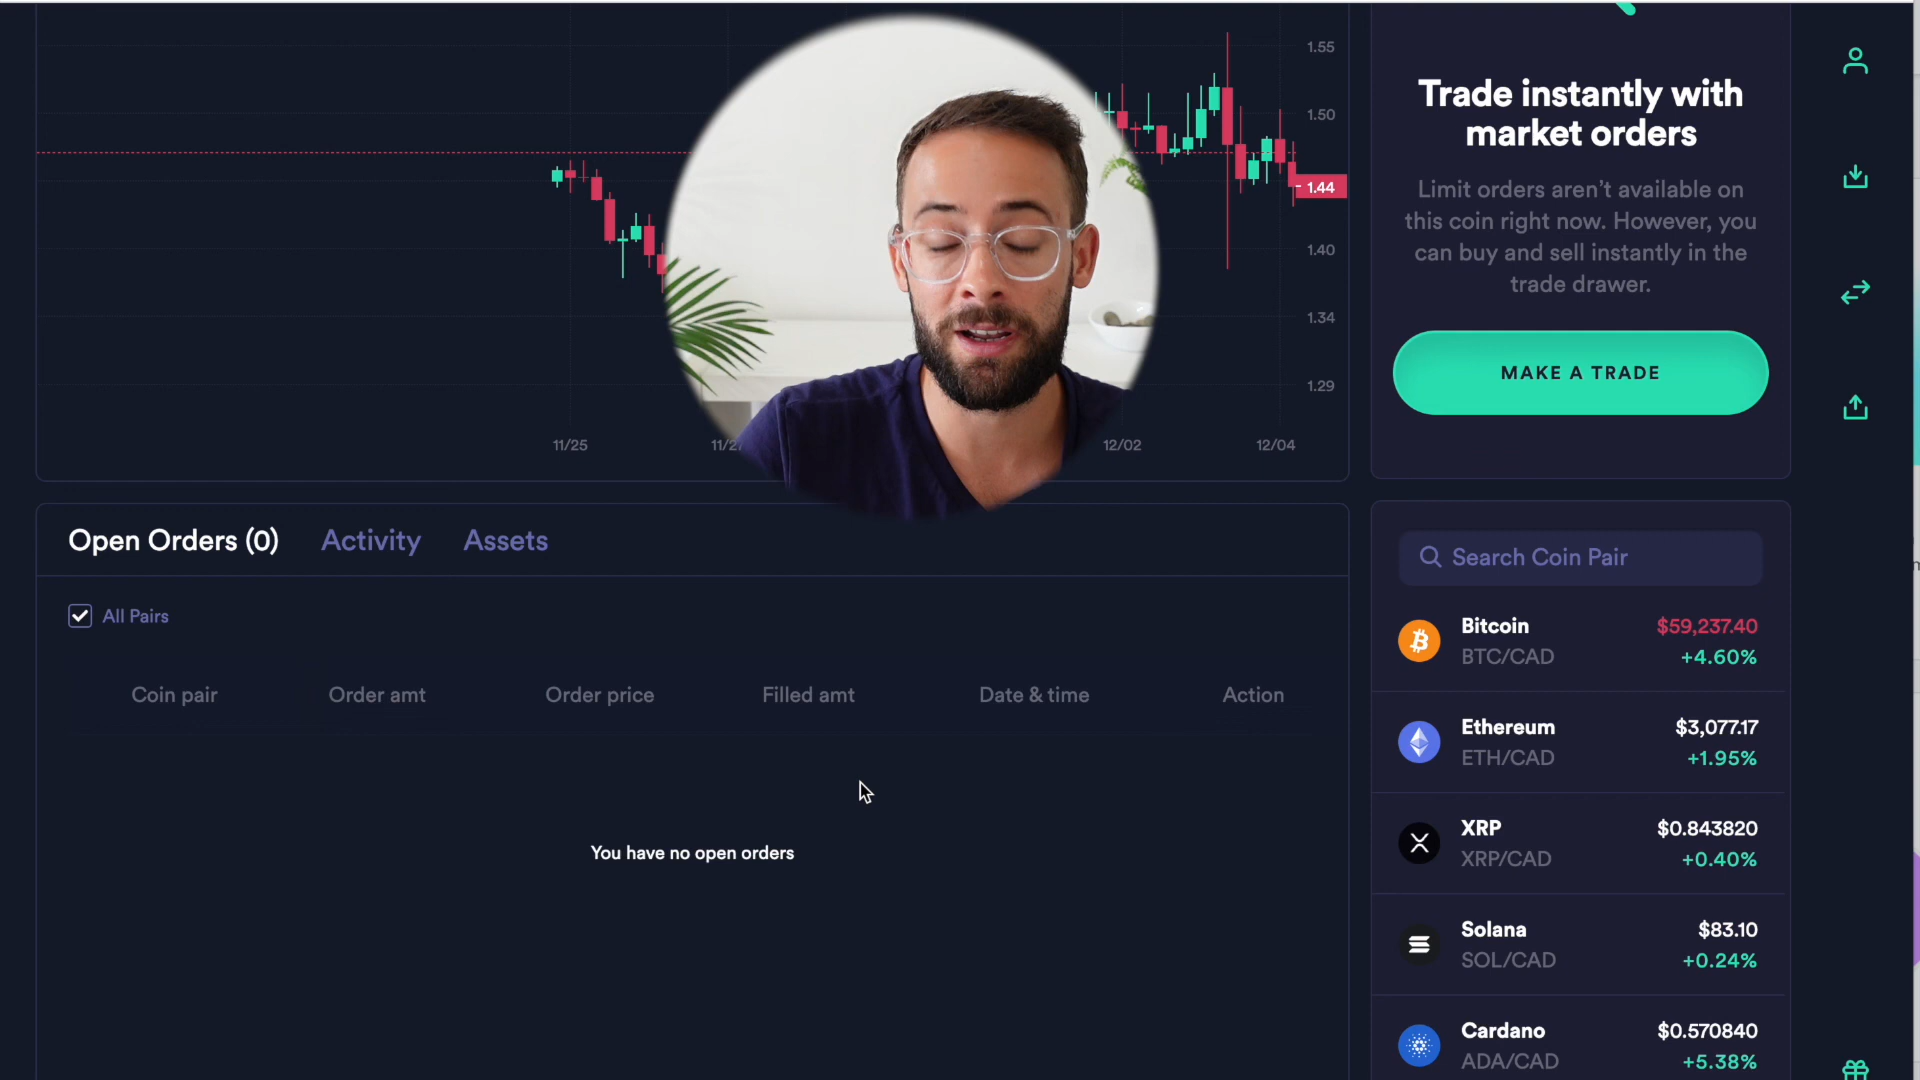 1.55
1.50
1.44
1.40
1.34
1.29
11/25
11/27
12/02
12/04
Trade instantly with
market orders
Limit orders aren't available on
this coin right now. However, you
can buy and sell instantly in the
trade drawer.
MAKE A TRADE
Open Orders (0)
Activity
Assets
All Pairs
Coin pair
Order amt
Order price
Filled amt
Date & time
Action
You have no open orders
Search Coin Pair
Bitcoin
$59,237.40
BTC/CAD
+4.60%
Ethereum
$3,077.17
ETH/CAD
+1.95%
XRP
$0.843820
XRP/CAD
+0.40%
Solana
$83.10
SOL/CAD
+0.24%
Cardano
$0.570840
ADA/CAD
+5.38%